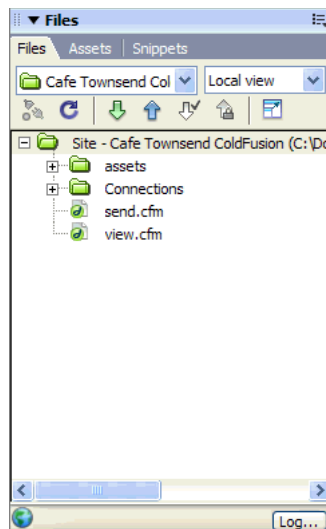 Files
Files Assets Snippets
Cafe Townsend Col Local view
Site - Cafe Townsend ColdFusion (C:\Do
assets
Connections
send.cfm
view.cfm
Log...